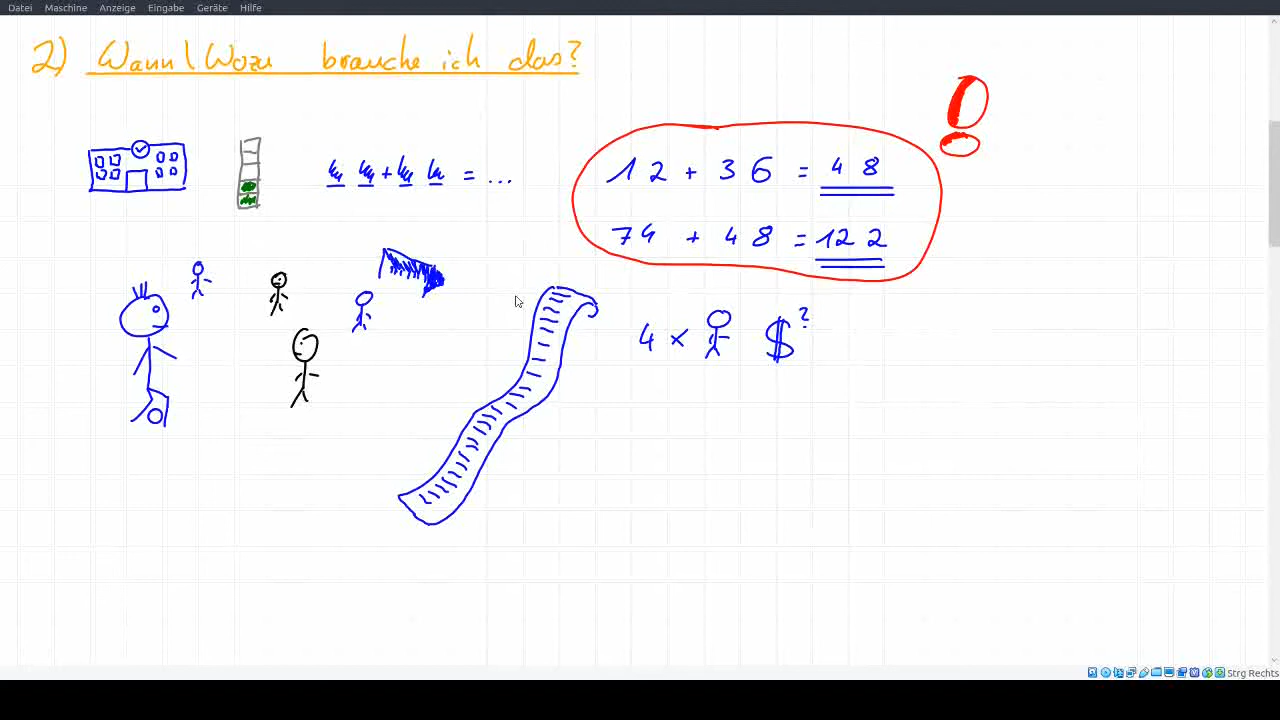 Datei Maschine Anzeige Eingabe Geräte Hilfe
2) Wann\Wozu brauche ich das?
12 + 36 = 48
74 + 48 = 122
+ = ...
4 × $?
Strg Rechts